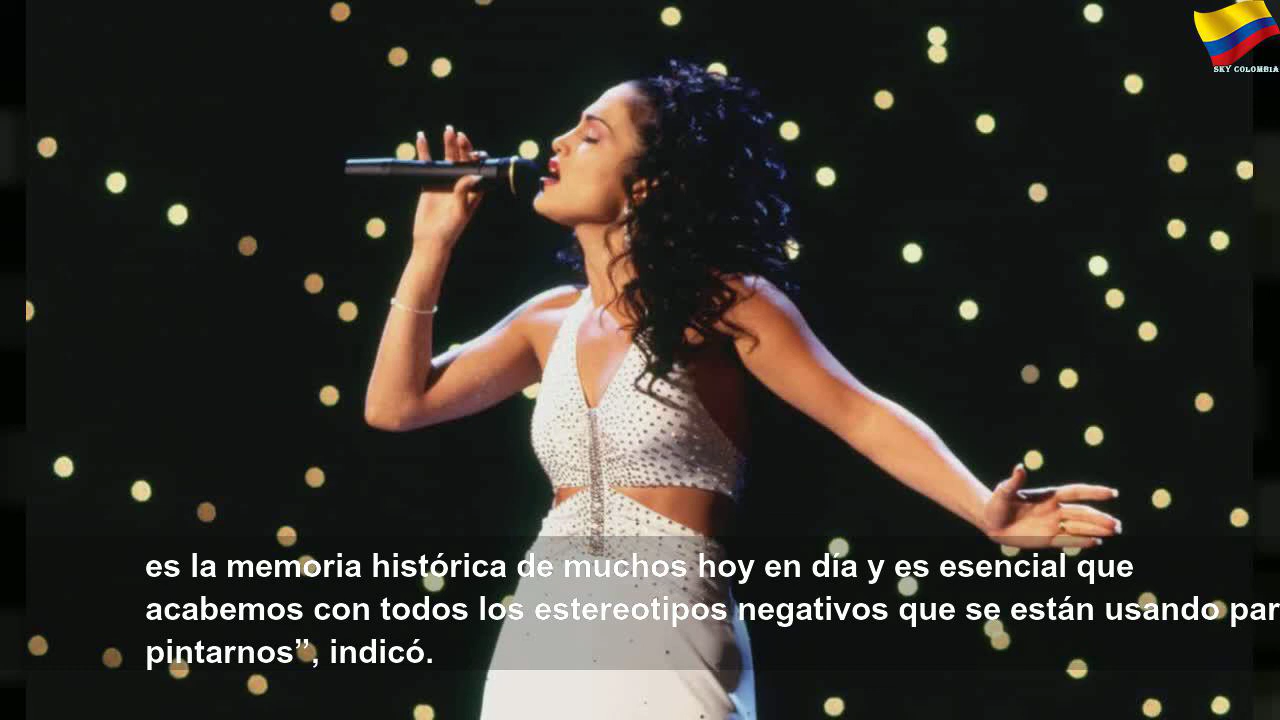 SKY COLOMBIA
es la memoria histórica de muchos hoy en día y es esencial que
acabemos con todos los estereotipos negativos que se están usando par
pintarnos”, indicó.